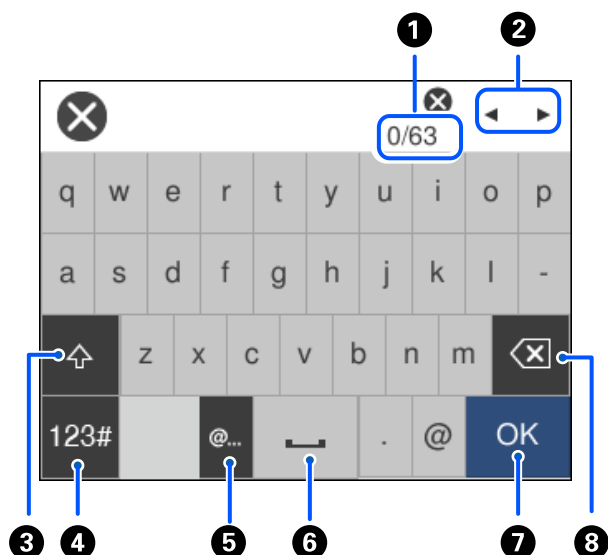 1 2
0/63
q w e r t y u i o p
a s d f g h j k l -
z x c v b n m
123# @... . @ OK
3 4 5 6 7 8